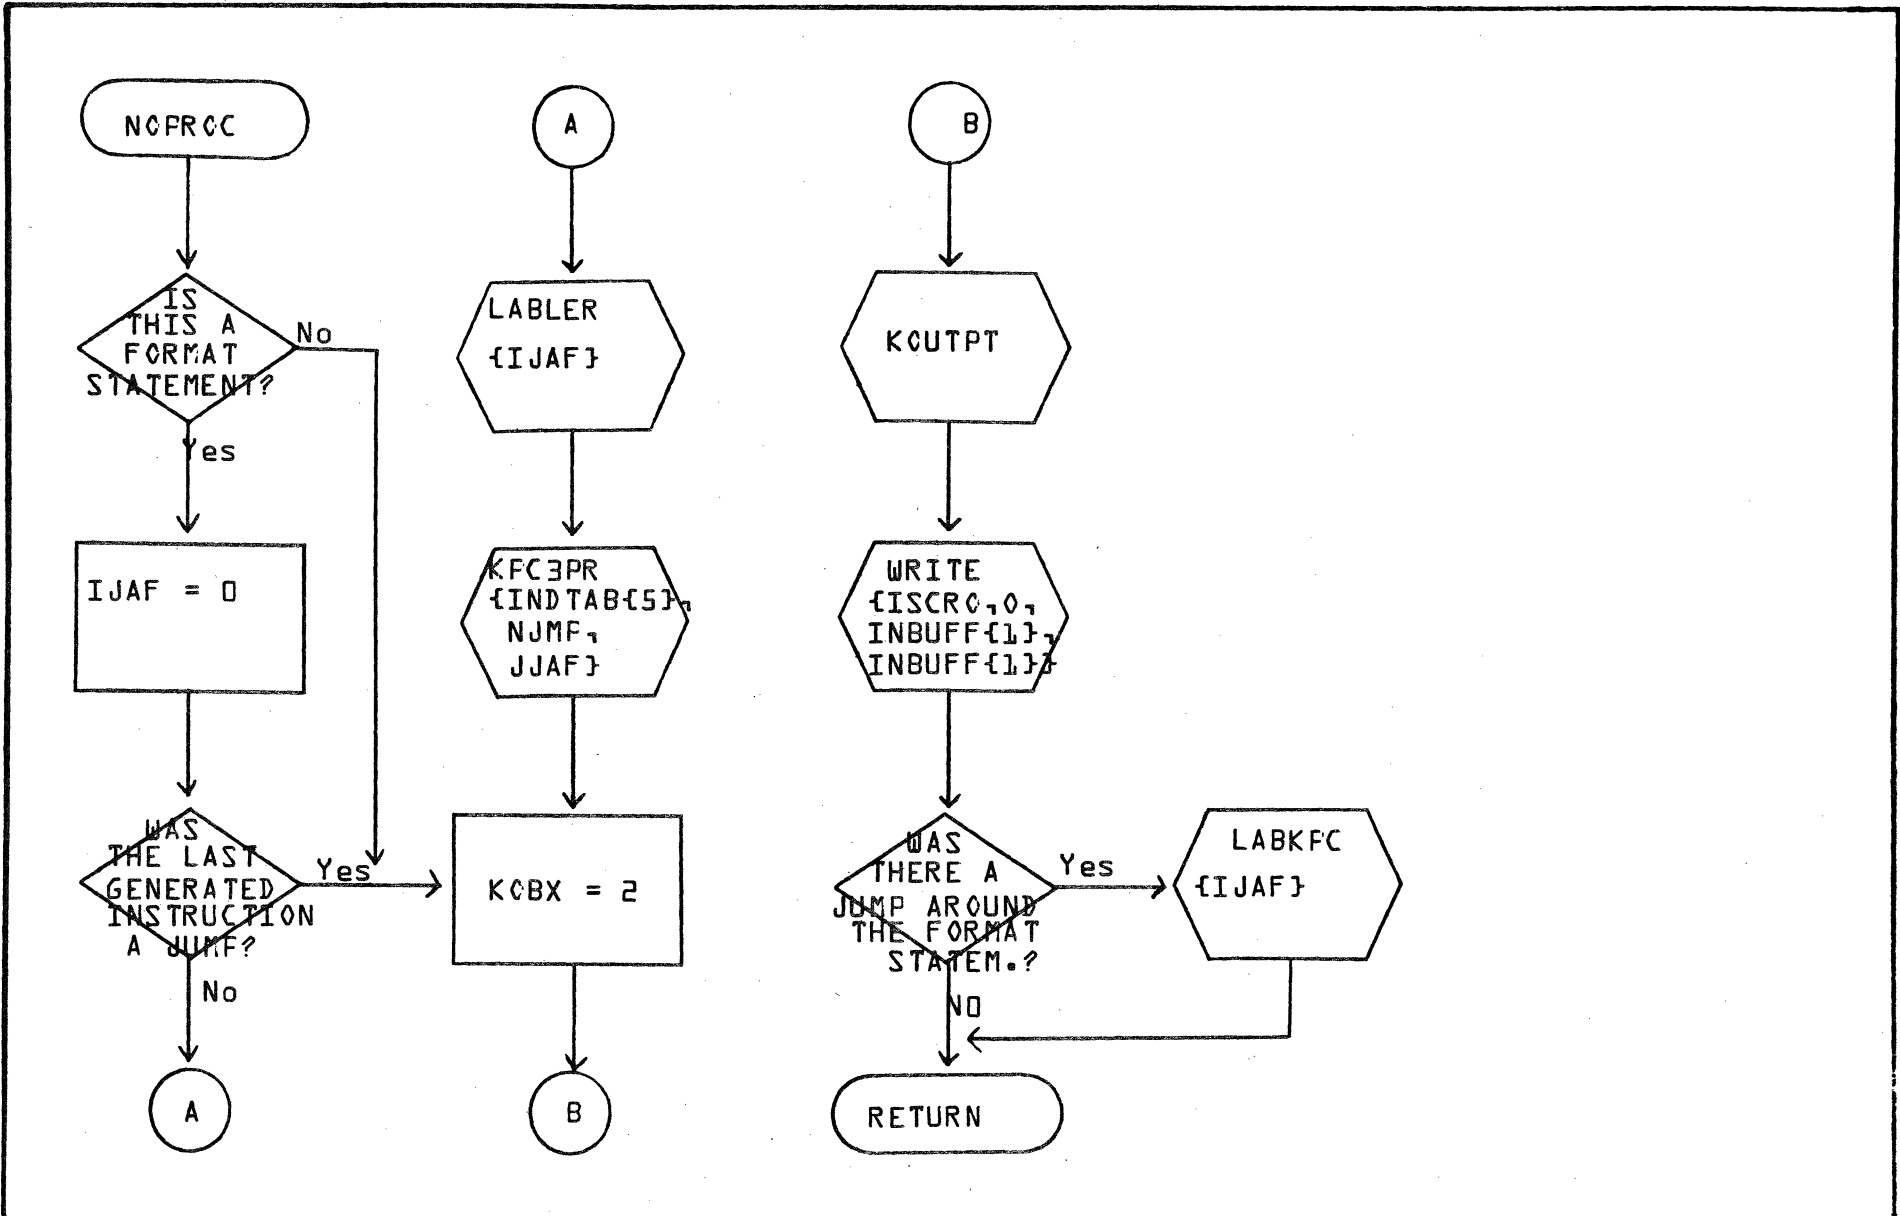 NOPROC
IS
THIS A
FORMAT
STATEMENT?
No
Yes
IJAF = 0
WAS
THE LAST
GENERATED
INSTRUCTION
A JUMP?
Yes
No
A
A
LABLER
{IJAF}
KFC3PR
{INDTAB{5},
NJMP,
JJAF}
KOBX = 2
B
B
KOUTPT
WRITE
{ISCRO,0,
INBUFF{1},
INBUFF{1}}
WAS
THERE A
JUMP AROUND
THE FORMAT
STATEM.?
Yes
NO
LABKPC
{IJAF}
RETURN